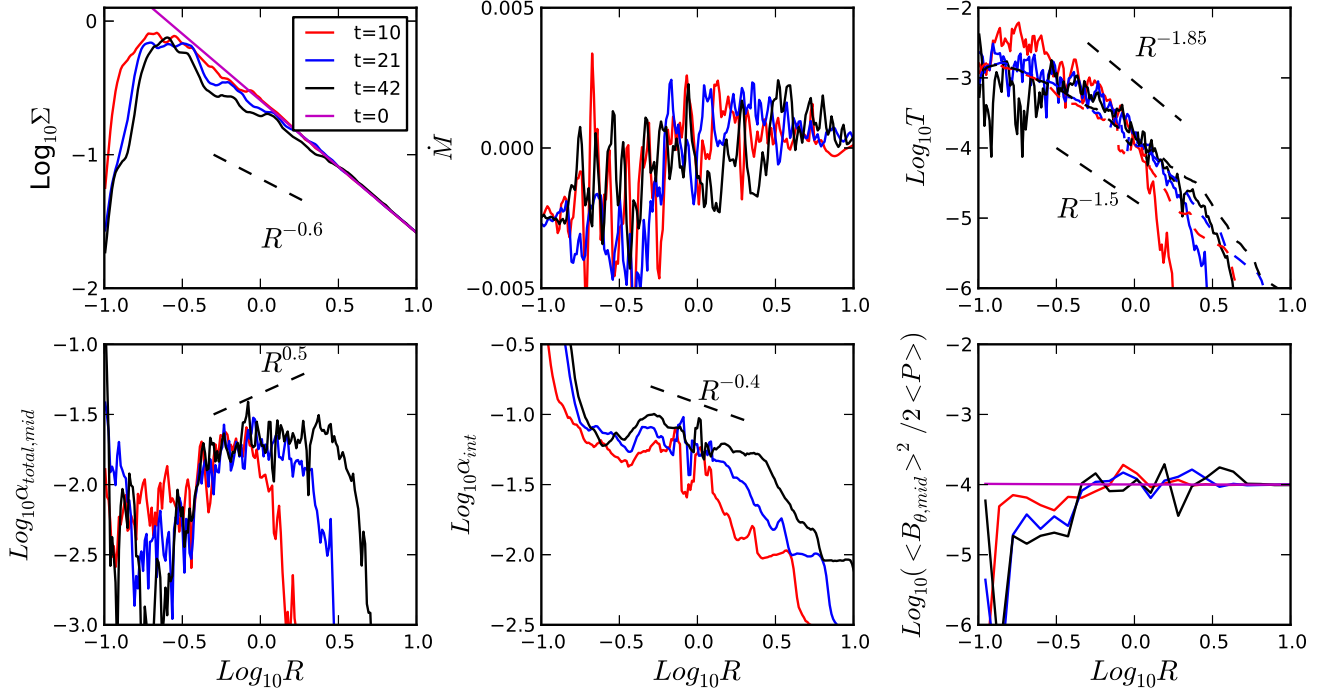 0
−1
−2
Log₁₀Σ
t=10
t=21
t=42
t=0
R^{−0.6}
−1.0 −0.5 0.0 0.5 1.0
0.005
0.000
−0.005
Ṁ
−1.0 −0.5 0.0 0.5 1.0
−2
−3
−4
−5
−6
Log₁₀T
R^{−1.85}
R^{−1.5}
−1.0 −0.5 0.0 0.5 1.0
−1.0
−1.5
−2.0
−2.5
−3.0
Log₁₀α_{total,mid}
R^{0.5}
−1.0 −0.5 0.0 0.5 1.0
Log₁₀R
−0.5
−1.0
−1.5
−2.0
−2.5
Log₁₀α_{int}
R^{−0.4}
−1.0 −0.5 0.0 0.5 1.0
Log₁₀R
−2
−3
−4
−5
−6
Log₁₀(<B_{θ,mid}>² /2 <P>)
−1.0 −0.5 0.0 0.5 1.0
Log₁₀R